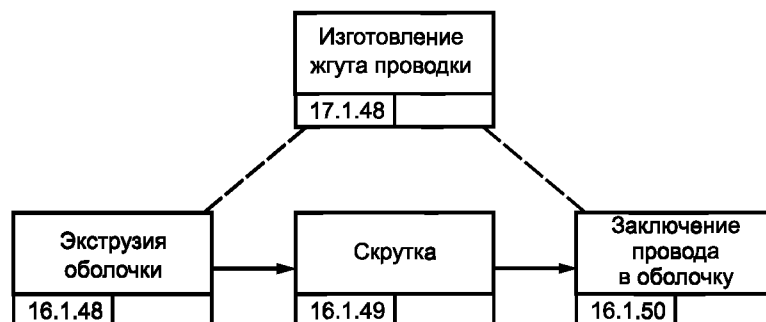 Изготовление
жгута проводки
17.1.48
Экструзия
оболочки
16.1.48
Скрутка
16.1.49
Заключение
провода
в оболочку
16.1.50